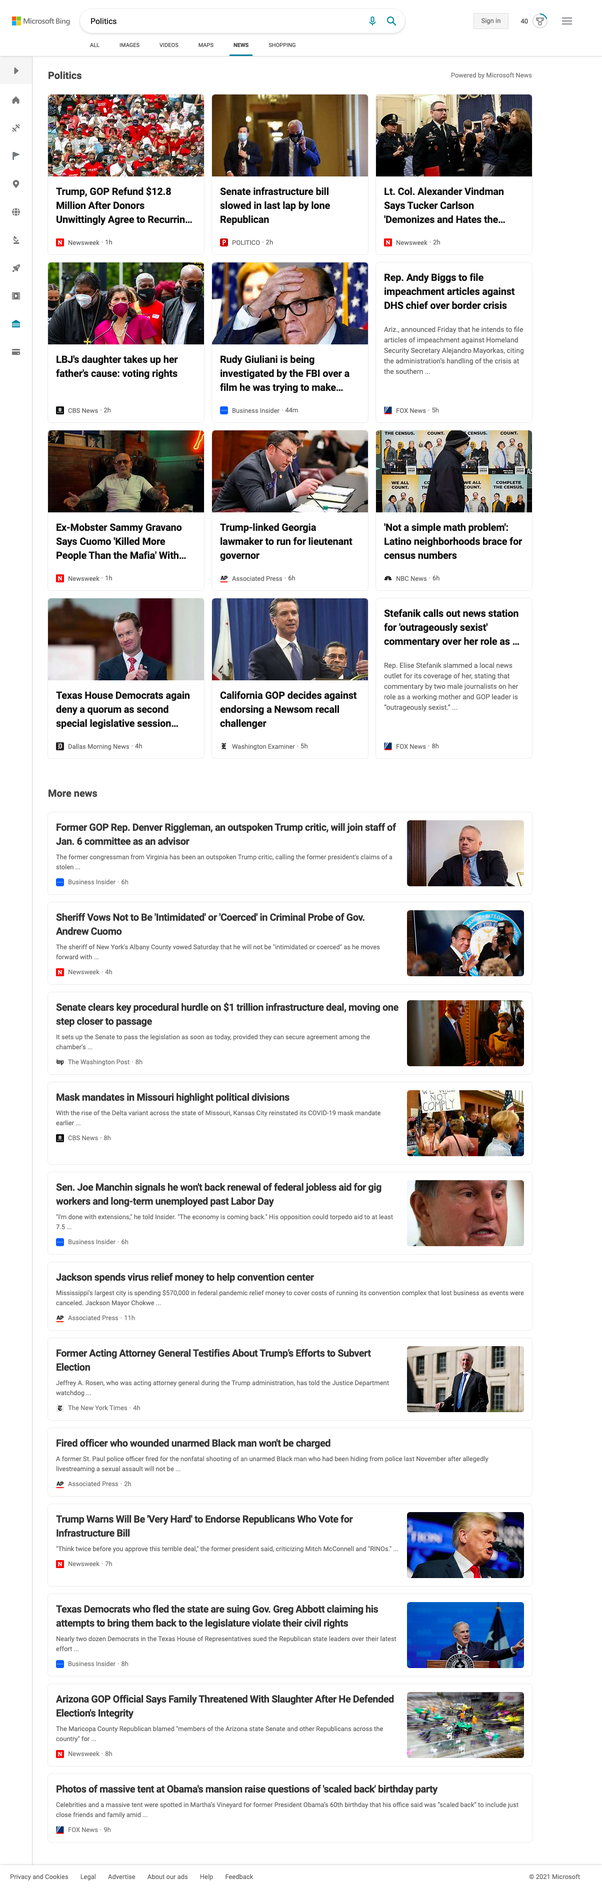 Microsoft Bing
Politics
Sign in
40
ALL
IMAGES
VIDEOS
MAPS
NEWS
SHOPPING
Politics
Powered by Microsoft News
Trump, GOP Refund $12.8
Million After Donors
Unwittingly Agree to Recurrin...
Newsweek · 1h
Senate infrastructure bill
slowed in last lap by lone
Republican
POLITICO · 2h
Lt. Col. Alexander Vindman
Says Tucker Carlson
'Demonizes and Hates the...
Newsweek · 2h
LBJ's daughter takes up her
father's cause: voting rights
CBS News · 2h
Rudy Giuliani is being
investigated by the FBI over a
film he was trying to make...
Business Insider · 44m
Rep. Andy Biggs to file
impeachment articles against
DHS chief over border crisis
Ariz., announced Friday that he intends to file
articles of impeachment against Homeland
Security Secretary Alejandro Mayorkas, citing
the administration's handling of the crisis at
the southern ...
FOX News · 5h
Ex-Mobster Sammy Gravano
Says Cuomo 'Killed More
People Than the Mafia' With...
Newsweek · 1h
Trump-linked Georgia
lawmaker to run for lieutenant
governor
AP Associated Press · 6h
'Not a simple math problem':
Latino neighborhoods brace for
census numbers
NBC News · 6h
Texas House Democrats again
deny a quorum as second
special legislative session...
Dallas Morning News · 4h
California GOP decides against
endorsing a Newsom recall
challenger
Washington Examiner · 5h
Stefanik calls out news station
for 'outrageously sexist'
commentary over her role as ...
Rep. Elise Stefanik slammed a local news
outlet for its coverage of her, stating that
commentary by two male journalists on her
role as a working mother and GOP leader is
"outrageously sexist." ...
FOX News · 8h
More news
Former GOP Rep. Denver Riggleman, an outspoken Trump critic, will join staff of
Jan. 6 committee as an advisor
The former congressman from Virginia has been an outspoken Trump critic, calling the former president's claims of a
stolen ...
Business Insider · 6h
Sheriff Vows Not to Be 'Intimidated' or 'Coerced' in Criminal Probe of Gov.
Andrew Cuomo
The sheriff of New York's Albany County vowed Saturday that he will not be "intimidated or coerced" as he moves
forward with ...
Newsweek · 4h
Senate clears key procedural hurdle on $1 trillion infrastructure deal, moving one
step closer to passage
It sets up the Senate to pass the legislation as soon as today, provided they can secure agreement among the
chamber's ...
wp The Washington Post · 8h
Mask mandates in Missouri highlight political divisions
With the rise of the Delta variant across the state of Missouri, Kansas City reinstated its COVID-19 mask mandate
earlier ...
CBS News · 8h
NOT
COMPLY
Sen. Joe Manchin signals he won't back renewal of federal jobless aid for gig
workers and long-term unemployed past Labor Day
"I'm done with extensions," he told Insider. "The economy is coming back." His opposition could torpedo aid to at least
7.5 ...
Business Insider · 6h
Jackson spends virus relief money to help convention center
Mississippi's largest city is spending $570,000 in federal pandemic relief money to cover costs of running its convention complex that lost business as events were
canceled. Jackson Mayor Chokwe ...
AP Associated Press · 11h
Former Acting Attorney General Testifies About Trump's Efforts to Subvert
Election
Jeffrey A. Rosen, who was acting attorney general during the Trump administration, has told the Justice Department
watchdog ...
The New York Times · 4h
Fired officer who wounded unarmed Black man won't be charged
A former St. Paul police officer fired for the nonfatal shooting of an unarmed Black man who had been hiding from police last November after allegedly
livestreaming a sexual assault will not be ...
AP Associated Press · 2h
Trump Warns Will Be 'Very Hard' to Endorse Republicans Who Vote for
Infrastructure Bill
"Think twice before you approve this terrible deal," the former president said, criticizing Mitch McConnell and "RINOs." ...
Newsweek · 7h
Texas Democrats who fled the state are suing Gov. Greg Abbott claiming his
attempts to bring them back to the legislature violate their civil rights
Nearly two dozen Democrats in the Texas House of Representatives sued the Republican state leaders over their latest
effort ...
Business Insider · 8h
Arizona GOP Official Says Family Threatened With Slaughter After He Defended
Election's Integrity
The Maricopa County Republican blamed "members of the Arizona state Senate and other Republicans across the
country" for ...
Newsweek · 8h
Photos of massive tent at Obama's mansion raise questions of 'scaled back' birthday party
Celebrities and a massive tent were spotted in Martha's Vineyard for former President Obama's 60th birthday that his office said was "scaled back" to include just
close friends and family amid ...
FOX News · 9h
Privacy and Cookies
Legal
Advertise
About our ads
Help
Feedback
© 2021 Microsoft